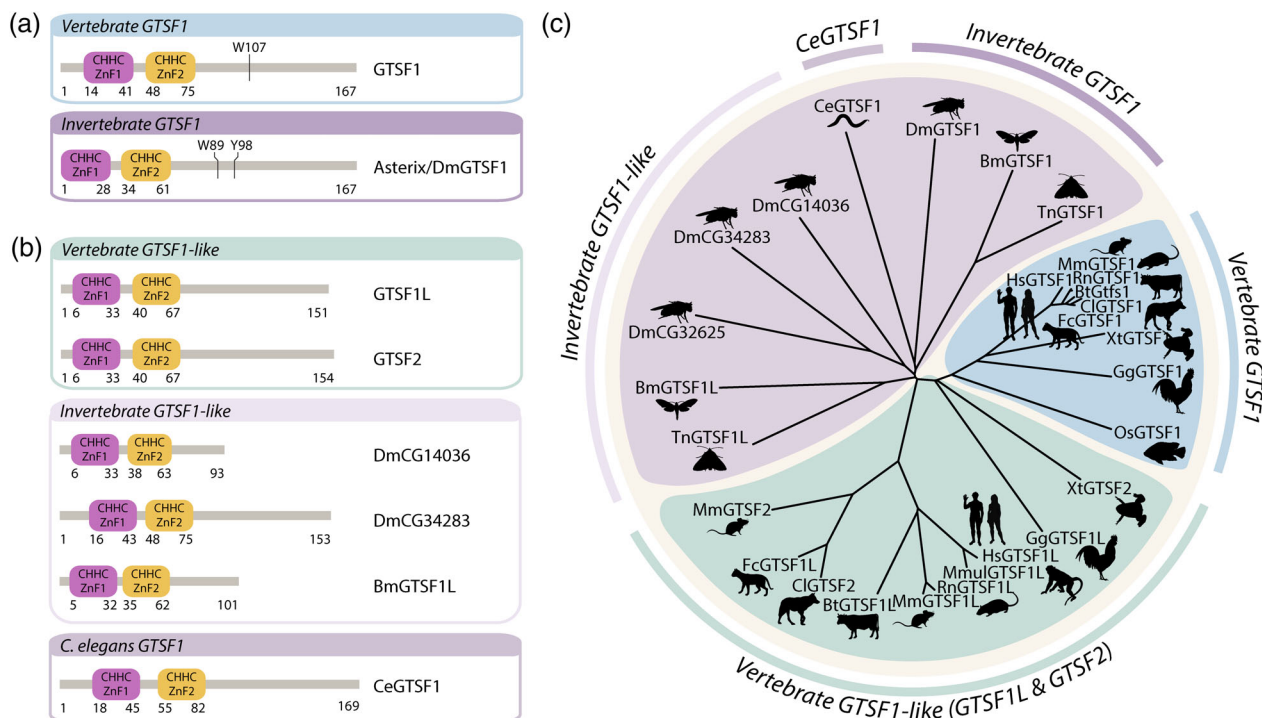 (a)
Vertebrate GTSF1
W107
CHHC CHHC
ZnF1 ZnF2
GTSF1
1 14 41 48 75 167
Invertebrate GTSF1
W89 Y98
CHHC CHHC
ZnF1 ZnF2
Asterix/DmGTSF1
1 28 34 61 167
(b)
Vertebrate GTSF1-like
CHHC CHHC
ZnF1 ZnF2
GTSF1L
1 6 33 40 67 151
CHHC CHHC
ZnF1 ZnF2
GTSF2
1 6 33 40 67 154
Invertebrate GTSF1-like
CHHC CHHC
ZnF1 ZnF2
DmCG14036
6 33 38 63 93
CHHC CHHC
ZnF1 ZnF2
DmCG34283
1 16 43 48 75 153
CHHC CHHC
ZnF1 ZnF2
BmGTSF1L
5 32 35 62 101
C. elegans GTSF1
CHHC CHHC
ZnF1 ZnF2
CeGTSF1
1 18 45 55 82 169
(c)
CeGTSF1
Invertebrate GTSF1
Invertebrate GTSF1-like
Vertebrate GTSF1
Vertebrate GTSF1-like (GTSF1L & GTSF2)
CeGTSF1
DmGTSF1
BmGTSF1
TnGTSF1
DmCG14036
DmCG34283
DmCG32625
BmGTSF1L
TnGTSF1L
MmGTSF1
RnGTSF1
HsGTSF1
BtGtfs1
ClGTSF1
FcGTSF1
XtGTSF
GgGTSF1
OsGTSF1
XtGTSF2
GgGTSF1L
HsGTSF1L
MmulGTSF1L
RnGTSF1L
MmGTSF1L
BtGTSF1L
ClGTSF2
FcGTSF1L
MmGTSF2